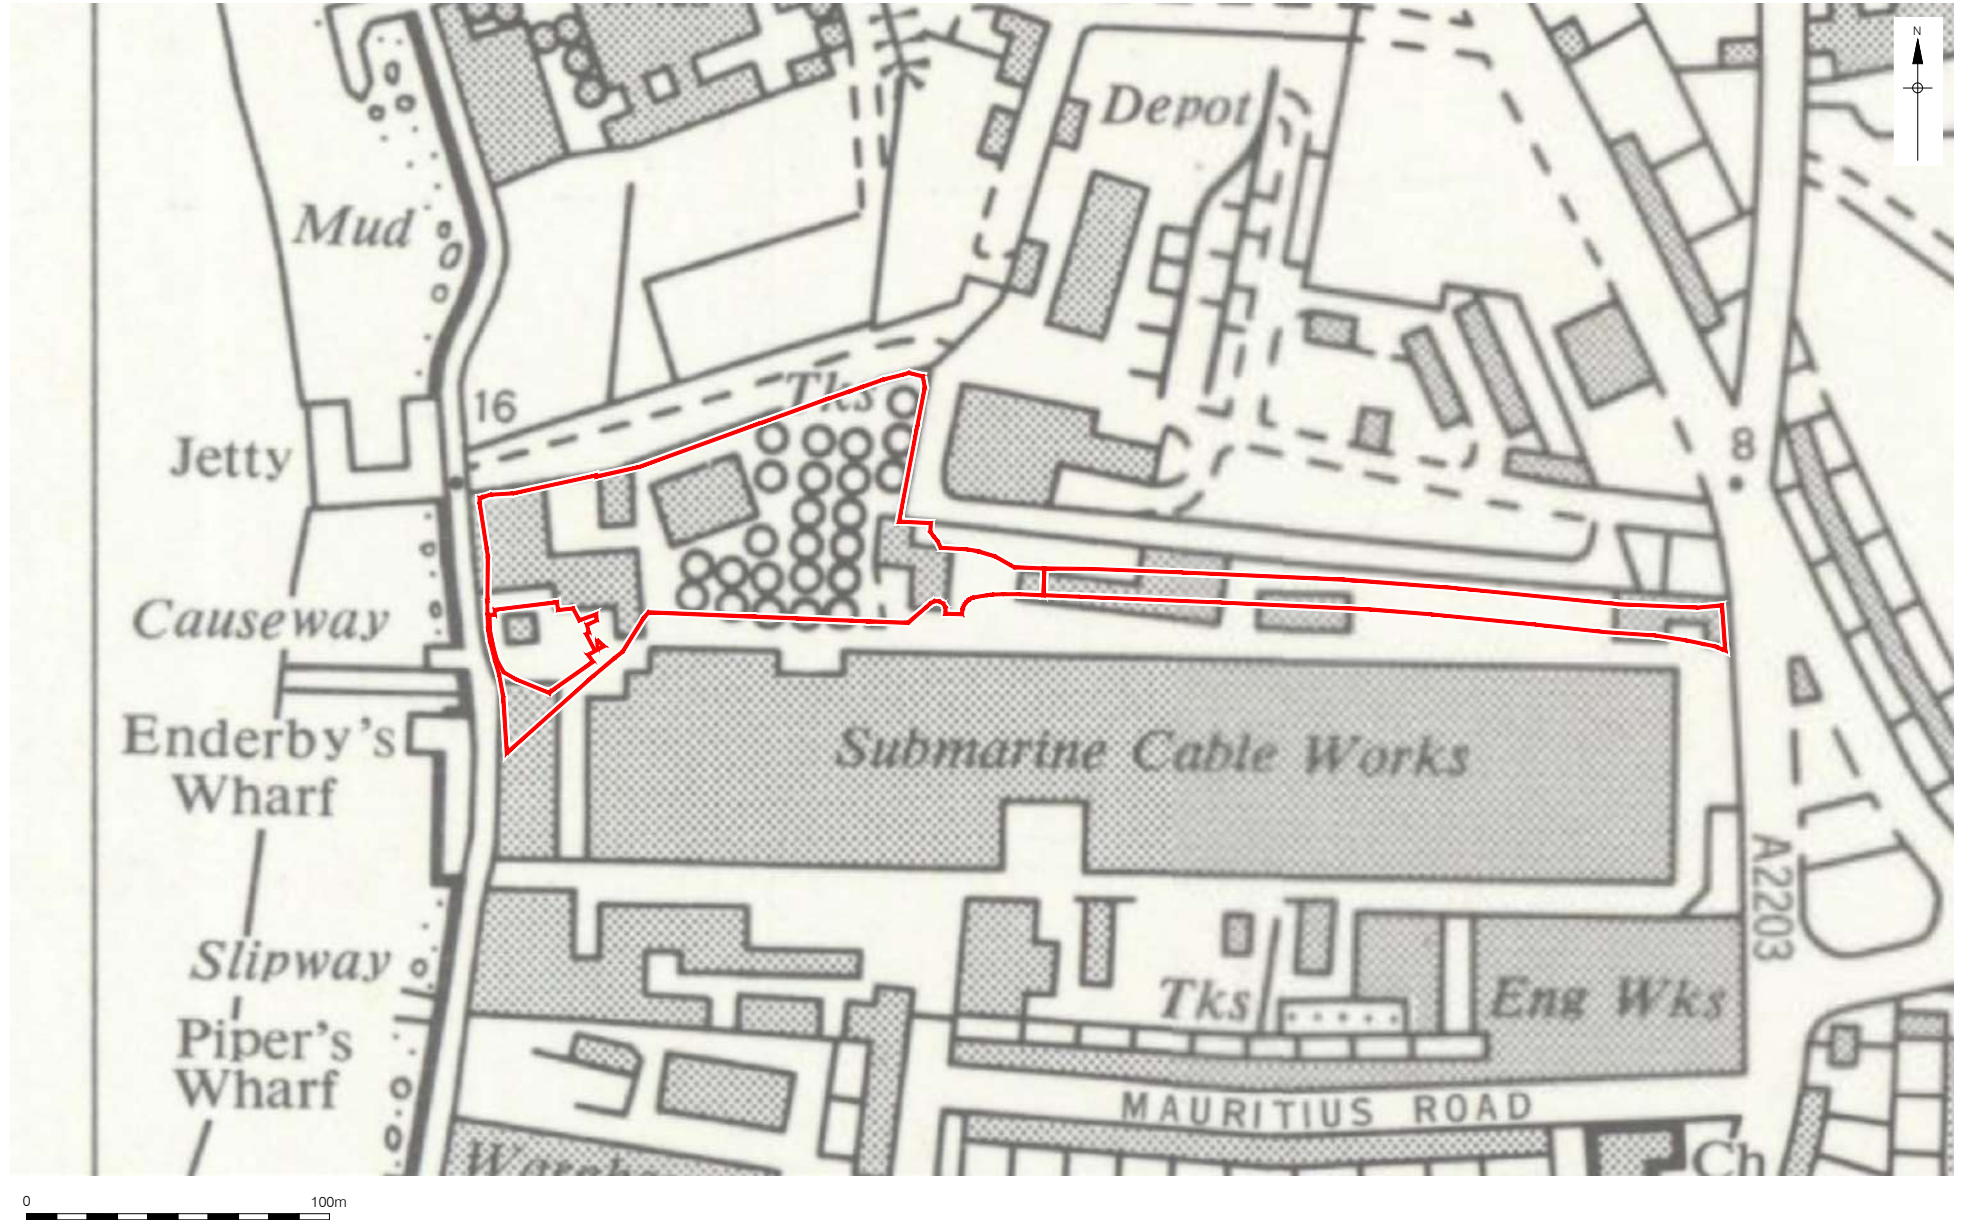 N
Depot
Mud
Tks
16
Jetty
8
Causeway
Enderby's
Wharf
Submarine Cable Works
A2203
Slipway
Tks
Eng Wks
Piper's
Wharf
MAURITIUS ROAD
Ch
0
100m